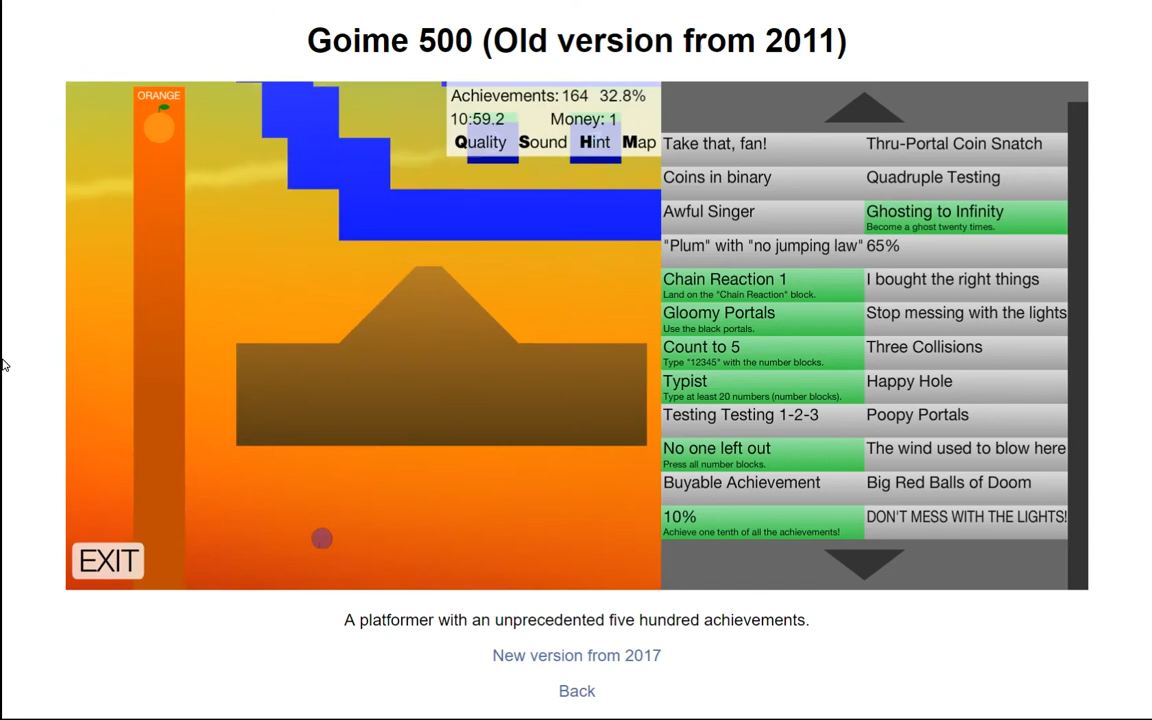 Goime 500 (Old version from 2011)
ORANGE
Achievements: 164 32.8%
10:59.2 Money: 1
Quality Sound Hint Map
EXIT
Take that, fan! Thru-Portal Coin Snatch
Coins in binary Quadruple Testing
Awful Singer Ghosting to Infinity
Become a ghost twenty times.
"Plum" with "no jumping law" 65%
Chain Reaction 1 I bought the right things
Land on the "Chain Reaction" block.
Gloomy Portals Stop messing with the lights
Use the black portals.
Count to 5 Three Collisions
Type "12345" with the number blocks.
Typist Happy Hole
Type at least 20 numbers (number blocks).
Testing Testing 1-2-3 Poopy Portals
No one left out The wind used to blow here
Press all number blocks.
Buyable Achievement Big Red Balls of Doom
10% DON'T MESS WITH THE LIGHTS!
Achieve one tenth of all the achievements!
A platformer with an unprecedented five hundred achievements.
New version from 2017
Back